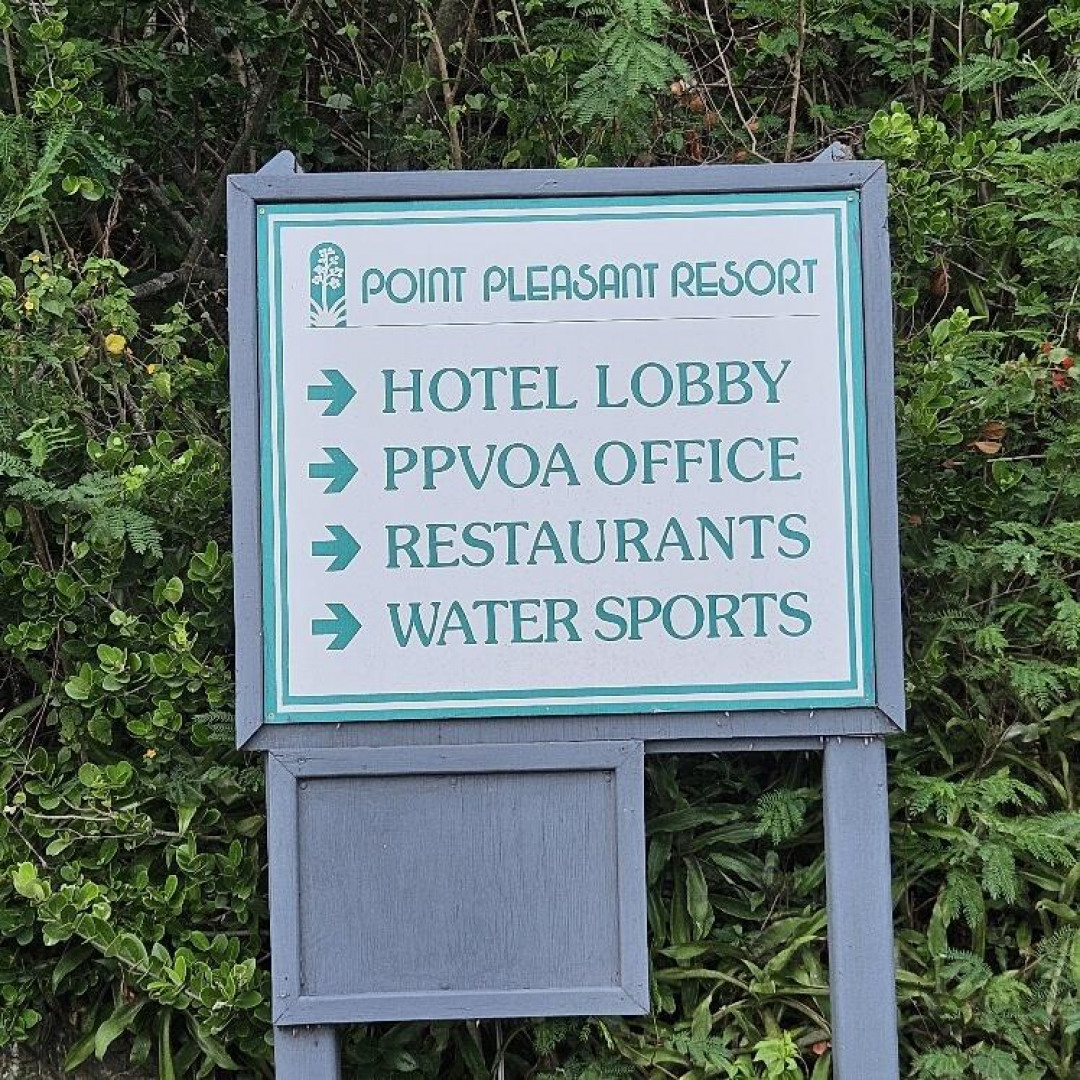 POINT PLEASANT RESORT
HOTEL LOBBY
PPVOA OFFICE
RESTAURANTS
WATER SPORTS